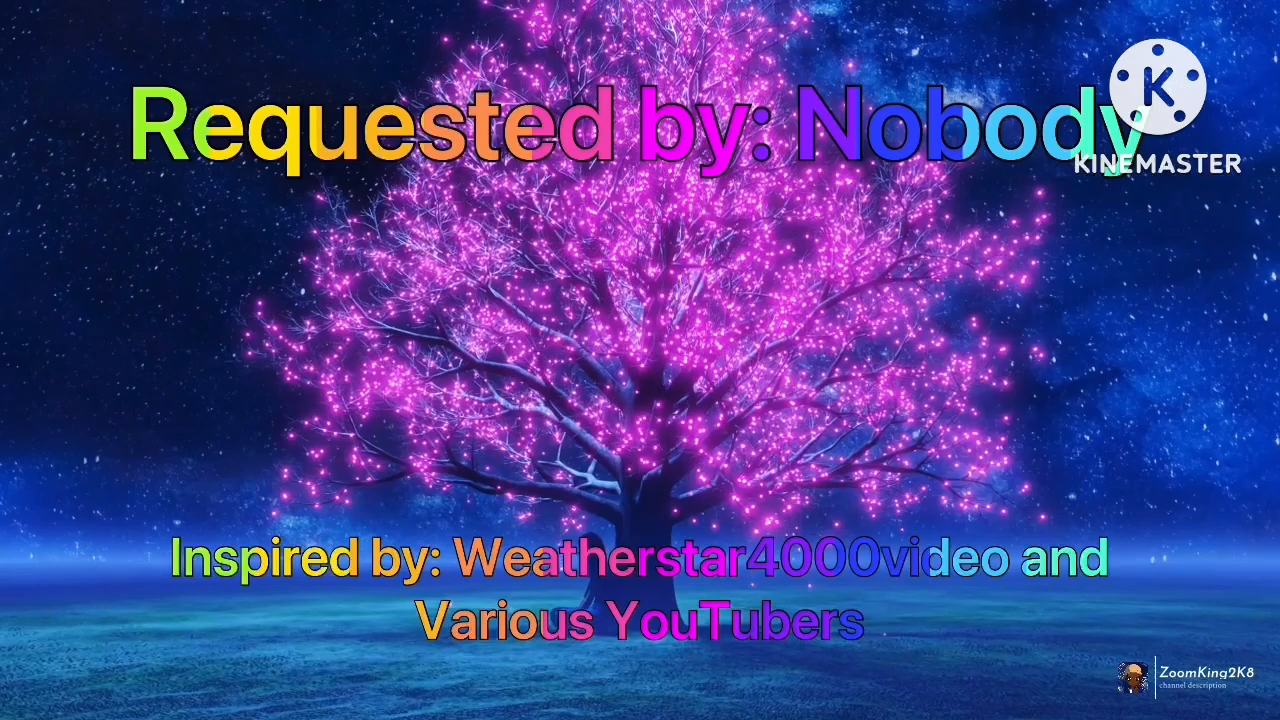 Requested by: Nobody
K
KINEMASTER
Inspired by: Weatherstar4000video and
Various YouTubers
ZoomKing2K8
channel description